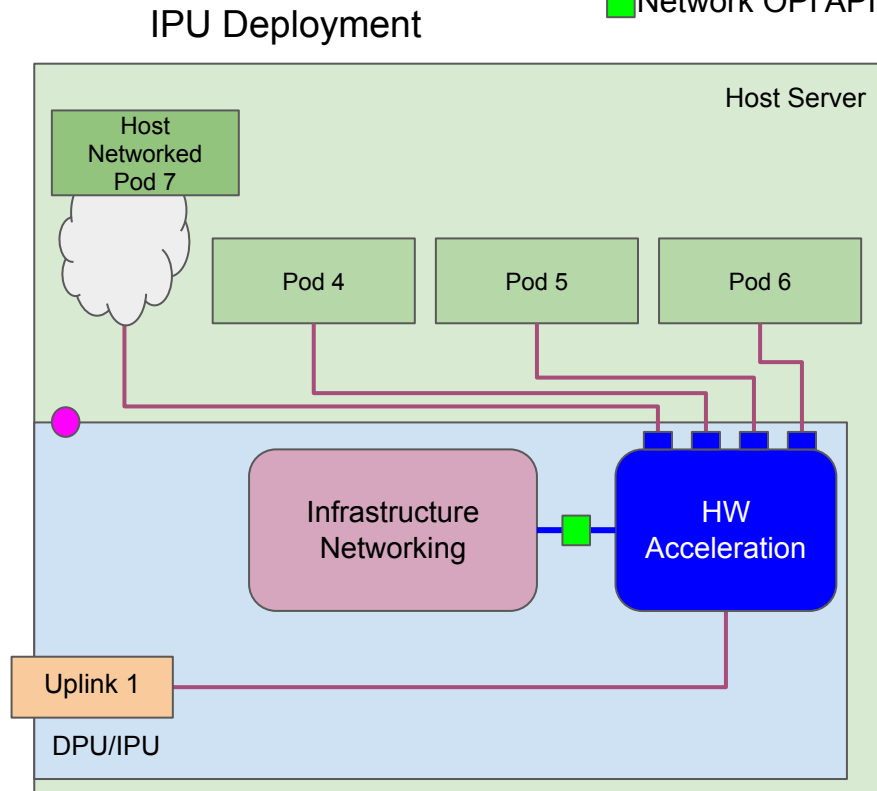 IPU Deployment
Network OPI API
Host Server
Host
Networked
Pod 7
Pod 4
Pod 5
Pod 6
Infrastructure
Networking
HW
Acceleration
Uplink 1
DPU/IPU